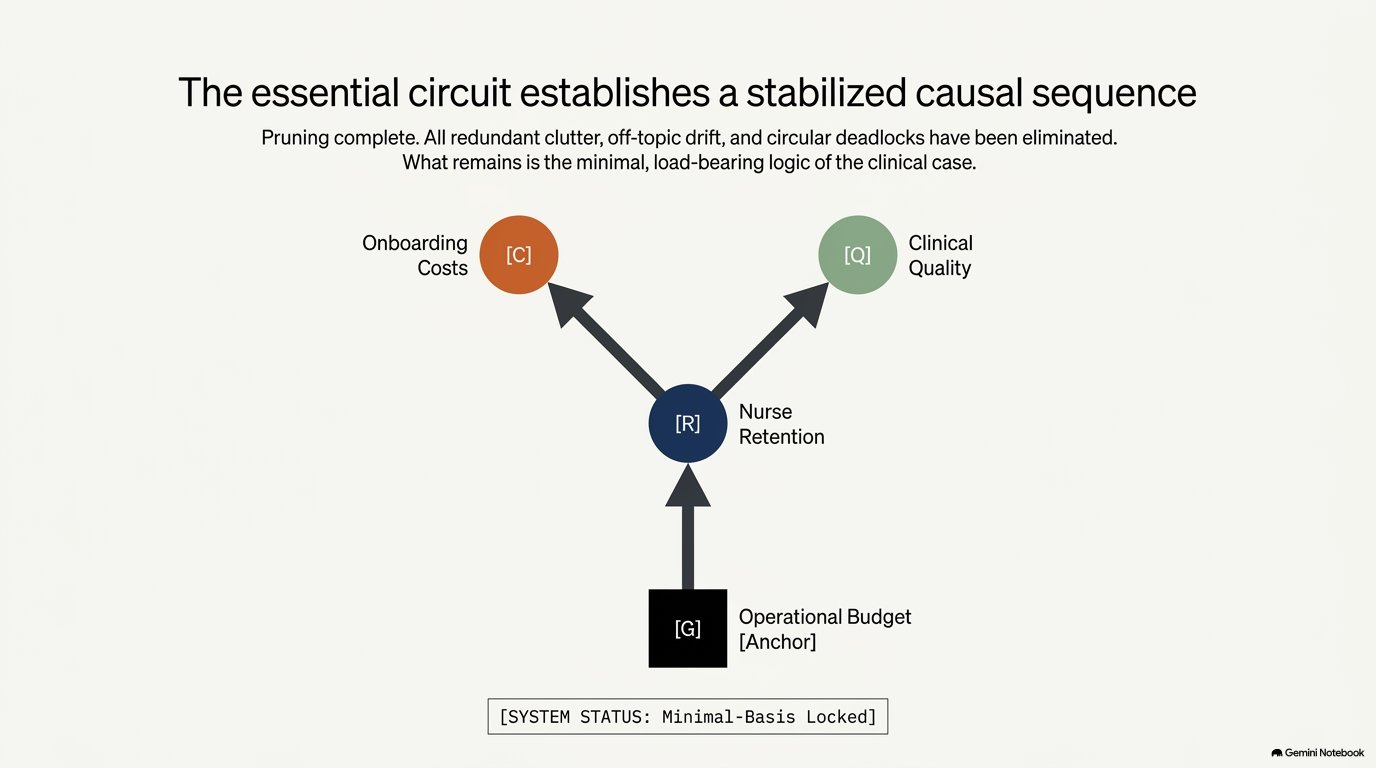 The essential circuit establishes a stabilized causal sequence
Pruning complete. All redundant clutter, off-topic drift, and circular deadlocks have been eliminated.
What remains is the minimal, load-bearing logic of the clinical case.
Onboarding
Costs
[C]
[Q]
Clinical
Quality
[R]
Nurse
Retention
[G]
Operational Budget
[Anchor]
[SYSTEM STATUS: Minimal-Basis Locked]
Gemini Notebook